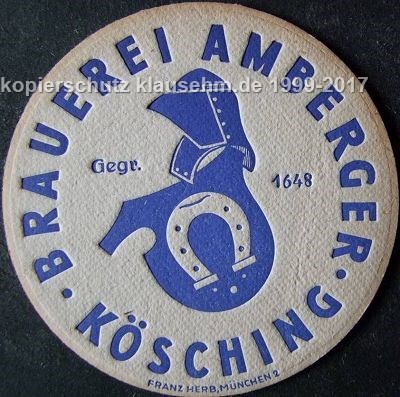 BRAUEREI AMBERGER · KÖSCHING ·
kopierschutz klausehm.de 1999-2017
Gegr. 1648
FRANZ HERB, MÜNCHEN 2